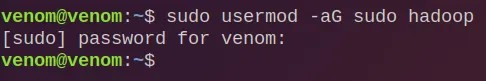 venom@venom:~$ sudo usermod -aG sudo hadoop
[sudo] password for venom:
venom@venom:~$